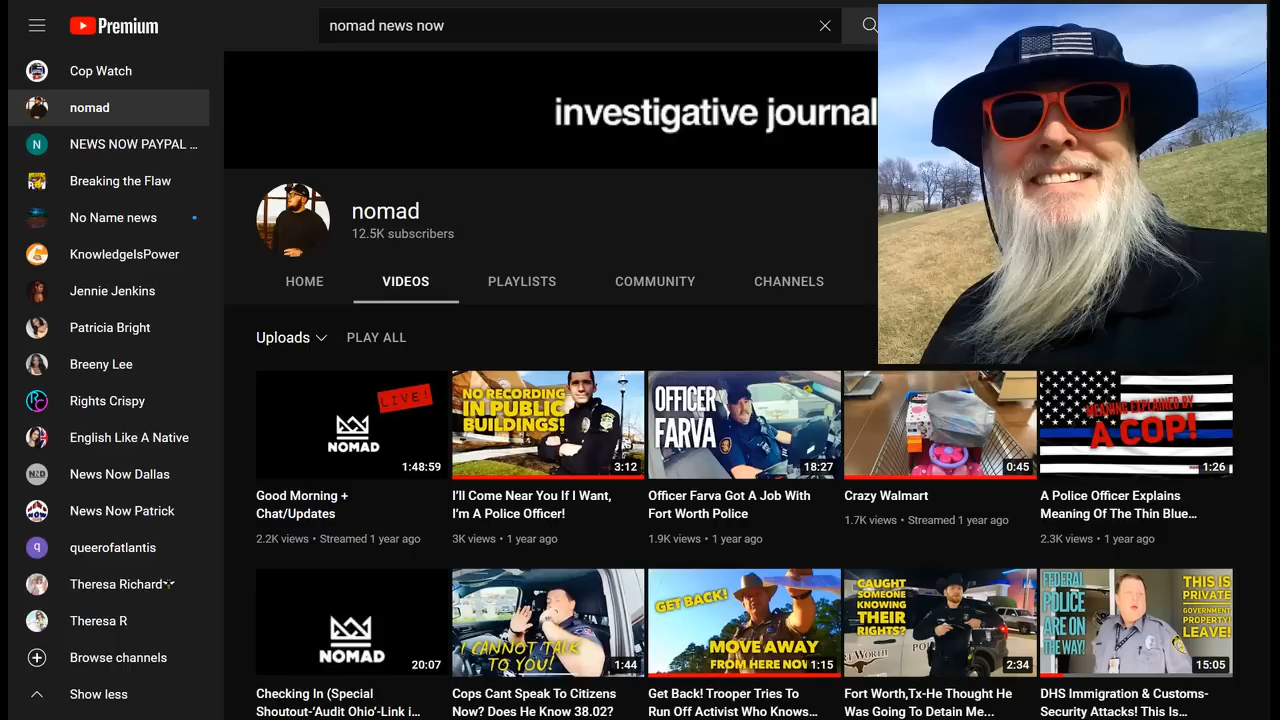 Premium
nomad news now
Cop Watch
nomad
NEWS NOW PAYPAL ...
Breaking the Flaw
No Name news
KnowledgeIsPower
Jennie Jenkins
Patricia Bright
Breeny Lee
Rights Crispy
English Like A Native
News Now Dallas
News Now Patrick
queerofatlantis
Theresa Richard
Theresa R
Browse channels
Show less
investigative journal
nomad
12.5K subscribers
HOME
VIDEOS
PLAYLISTS
COMMUNITY
CHANNELS
Uploads
PLAY ALL
LIVE!
NOMAD
1:48:59
Good Morning +
Chat/Updates
2.2K views • Streamed 1 year ago
NO RECORDING
IN PUBLIC
BUILDINGS!
3:12
I'll Come Near You If I Want,
I'm A Police Officer!
3K views • 1 year ago
OFFICER
FARVA
18:27
Officer Farva Got A Job With
Fort Worth Police
1.9K views • 1 year ago
0:45
Crazy Walmart
1.7K views • Streamed 1 year ago
MEANING EXPLAINED BY
A COP!
1:26
A Police Officer Explains
Meaning Of The Thin Blue...
2.3K views • 1 year ago
NOMAD
20:07
Checking In (Special
Shoutout-'Audit Ohio'-Link i...
I CANNOT TALK
TO YOU!
1:44
Cops Cant Speak To Citizens
Now? Does He Know 38.02?
GET BACK!
MOVE AWAY
FROM HERE NOW
1:15
Get Back! Trooper Tries To
Run Off Activist Who Knows...
CAUGHT
SOMEONE
KNOWING
THEIR
RIGHTS?
2:34
Fort Worth,Tx-He Thought He
Was Going To Detain Me...
FEDERAL
POLICE
ARE ON
THE WAY!
THIS IS
PRIVATE
GOVERNMENT
PROPERTY!
LEAVE!
15:05
DHS Immigration & Customs-
Security Attacks! This Is...